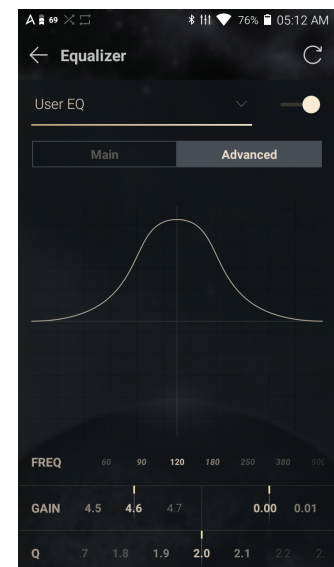 A 69 76% 05:12 AM
Equalizer
User EQ
Main Advanced
FREQ 60 90 120 180 250 380 500
GAIN 4.5 4.6 4.7 0.00 0.01
Q .7 1.8 1.9 2.0 2.1 2.2 2.